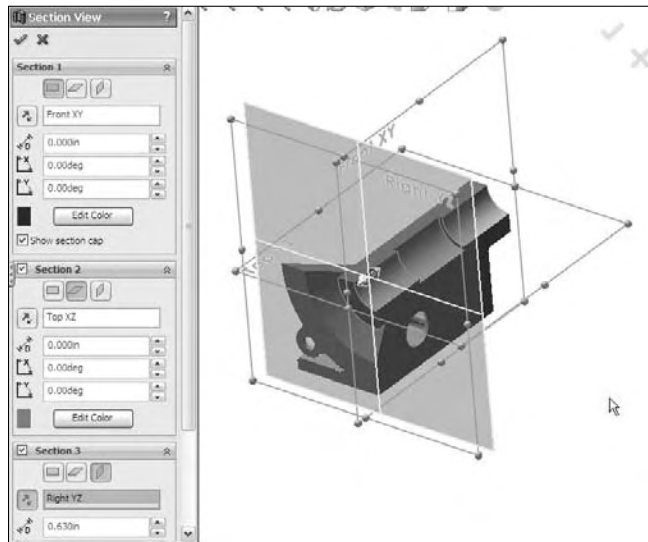 Section View ?
Section 1
Front XY
D 0.000in
X 0.00deg
Y 0.00deg
Edit Color
Show section cap
Section 2
Top XZ
D 0.000in
X 0.00deg
Y 0.00deg
Edit Color
Section 3
Right YZ
D 0.630in
XY
Right YZ